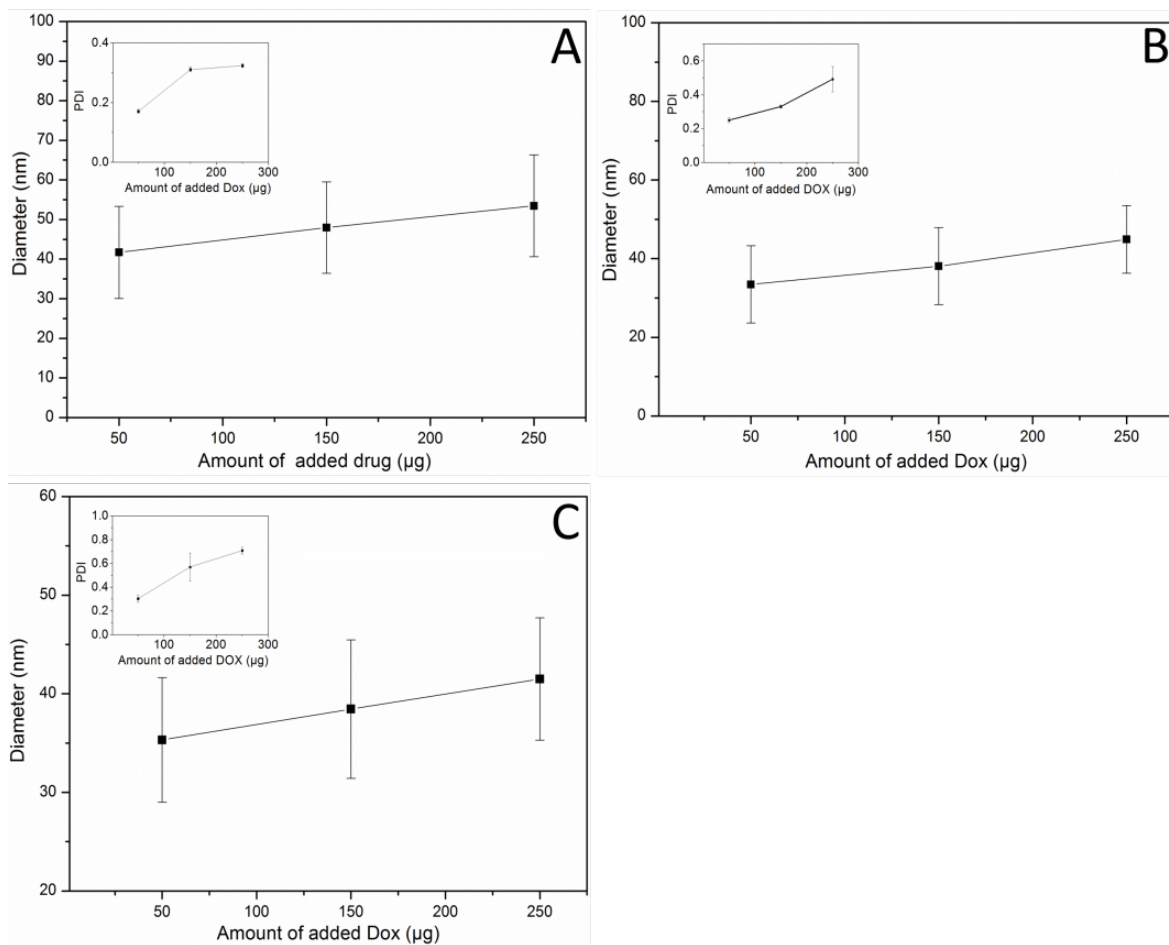 A
100
90
80
70
60
50
40
30
20
10
0
Diameter (nm)
50 100 150 200 250
Amount of added drug (µg)
0.4
0.2
0.0
PDI
100 200 300
Amount of added Dox (µg)
B
100
80
60
40
20
0
Diameter (nm)
50 100 150 200 250
Amount of added Dox (µg)
0.6
0.4
0.2
0.0
PDI
100 200 300
Amount of added DOX (µg)
C
60
50
40
30
20
Diameter (nm)
50 100 150 200 250
Amount of added Dox (µg)
1.0
0.8
0.6
0.4
0.2
0.0
PDI
100 200 300
Amount of added DOX (µg)